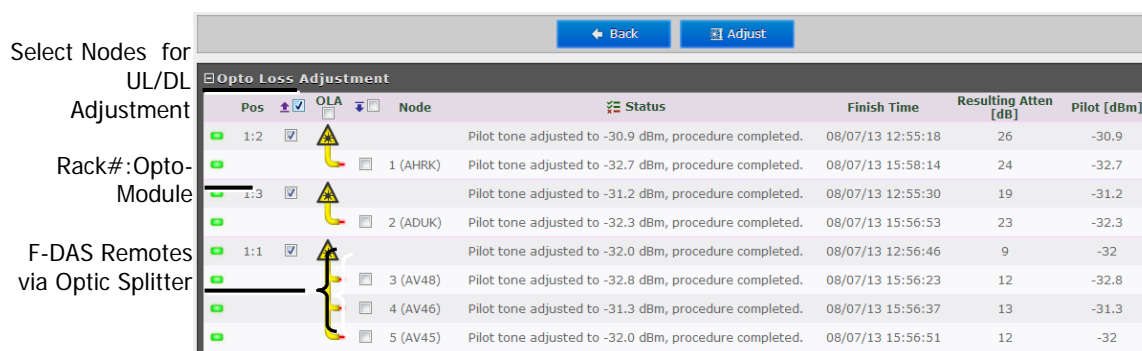 Back Adjust
Select Nodes for
UL/DL
Adjustment
Rack#:Opto-
Module
F-DAS Remotes
via Optic Splitter
Opto Loss Adjustment
Pos OLA Node Status Finish Time Resulting Atten [dB] Pilot [dBm]
1:2 Pilot tone adjusted to -30.9 dBm, procedure completed. 08/07/13 12:55:18 26 -30.9
1 (AHRK) Pilot tone adjusted to -32.7 dBm, procedure completed. 08/07/13 15:58:14 24 -32.7
1:3 Pilot tone adjusted to -31.2 dBm, procedure completed. 08/07/13 12:55:30 19 -31.2
2 (ADUK) Pilot tone adjusted to -32.3 dBm, procedure completed. 08/07/13 15:56:53 23 -32.3
1:1 Pilot tone adjusted to -32.0 dBm, procedure completed. 08/07/13 12:56:46 9 -32
3 (AV48) Pilot tone adjusted to -32.8 dBm, procedure completed. 08/07/13 15:56:23 12 -32.8
4 (AV46) Pilot tone adjusted to -31.3 dBm, procedure completed. 08/07/13 15:56:37 13 -31.3
5 (AV45) Pilot tone adjusted to -32.0 dBm, procedure completed. 08/07/13 15:56:51 12 -32